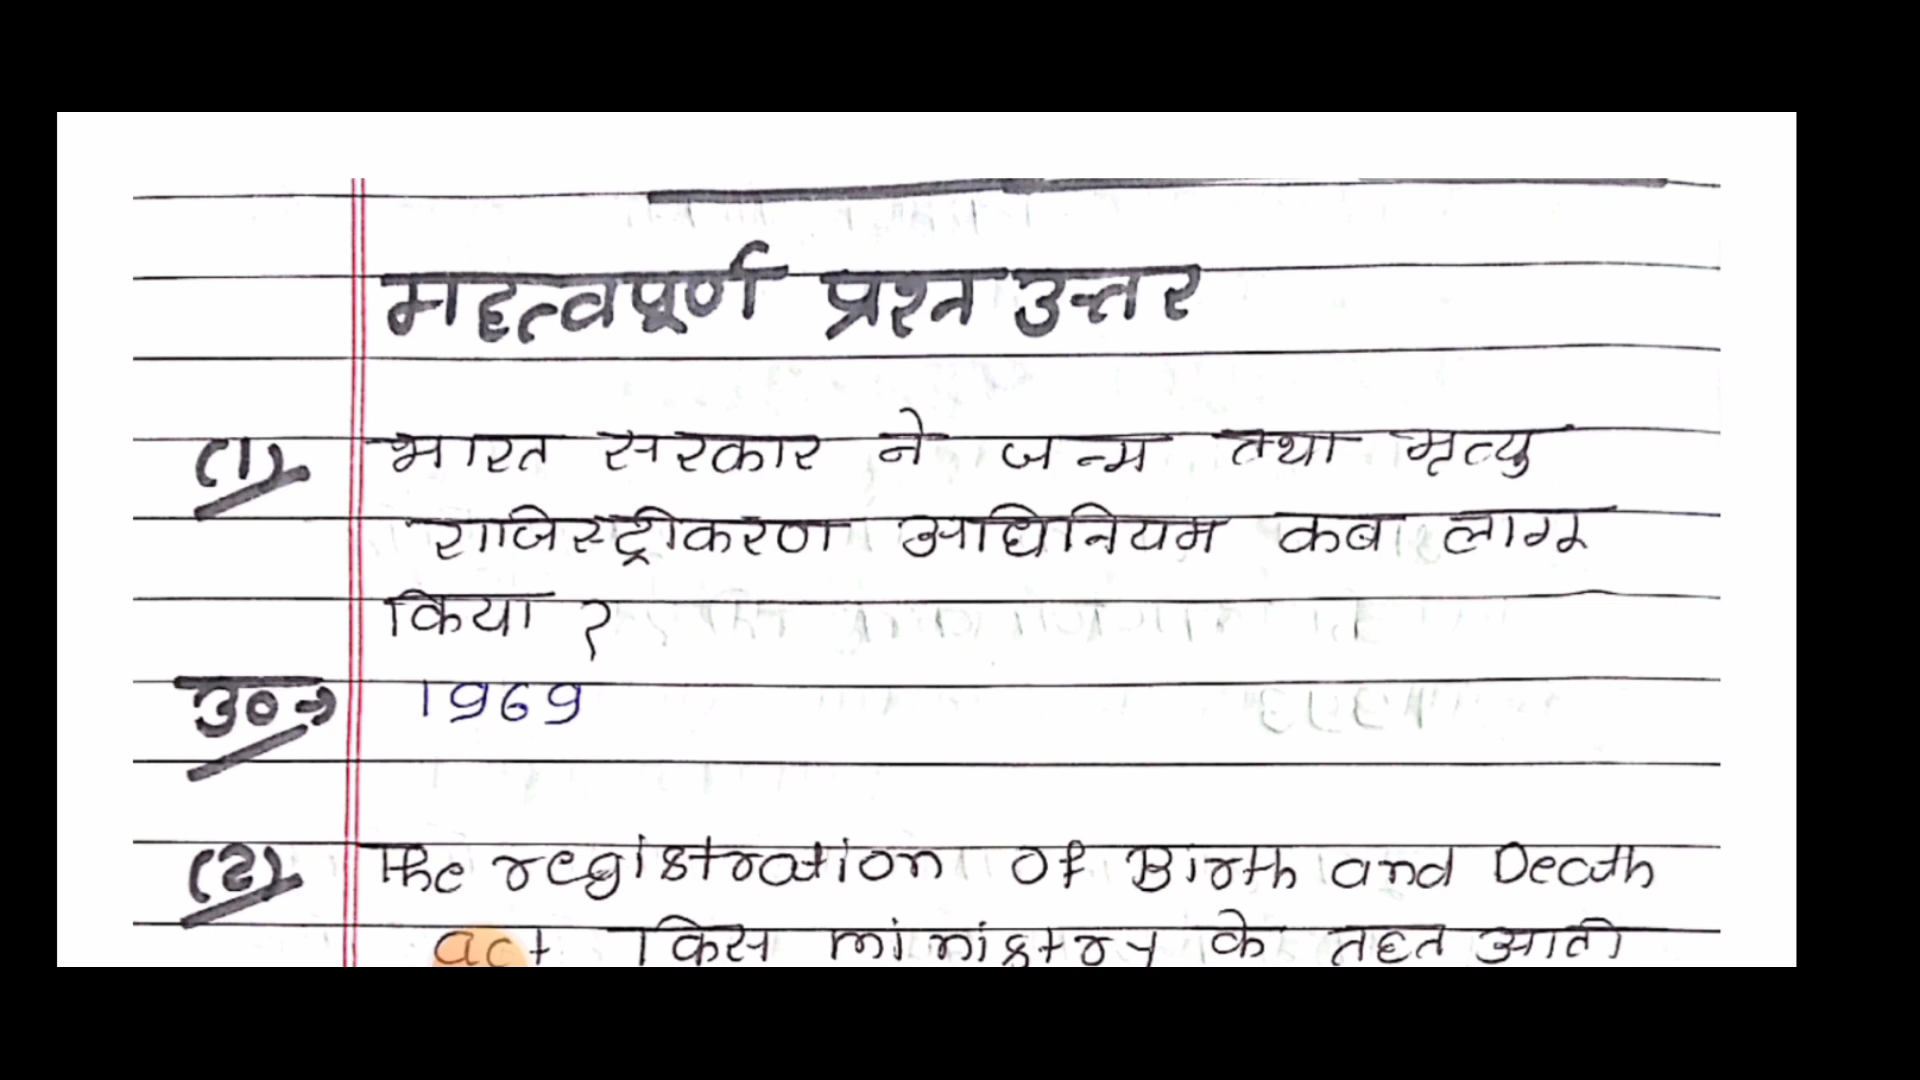 महत्वपूर्ण प्रश्न उत्तर
(1) भारत सरकार ने जन्म तथा मृत्यु
राजिस्ट्रीकरण अधिनियम कब लागू
किया ?
उ०→ 1969
(2) The registration of Birth and Death
act किस ministry के तहत आती